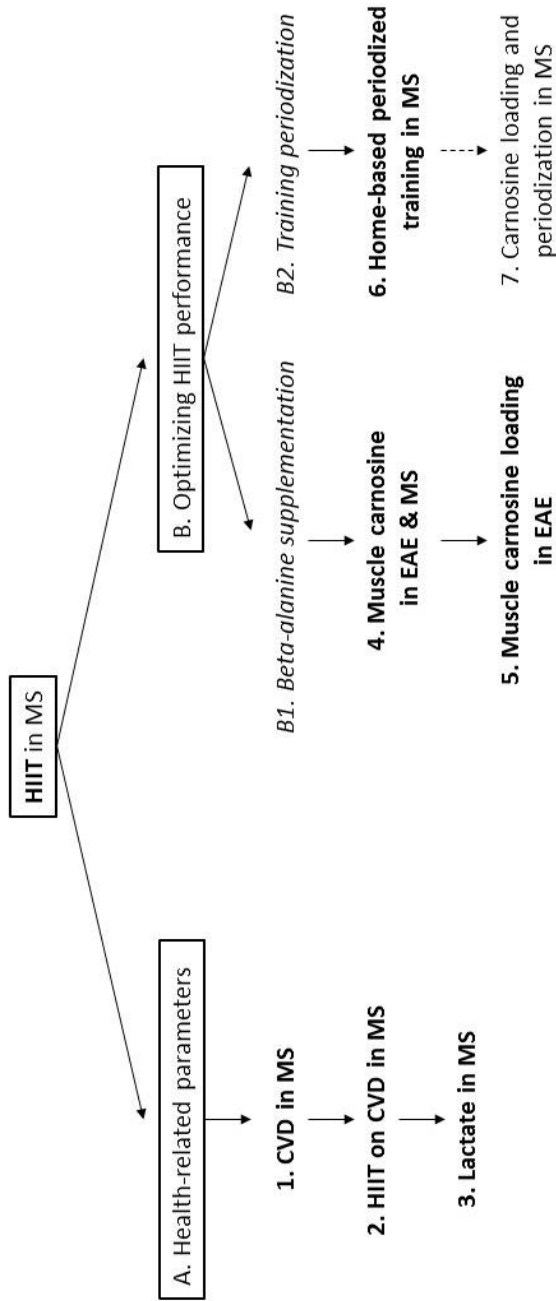 HIIT in MS
A. Health-related parameters
1. CVD in MS
2. HIIT on CVD in MS
3. Lactate in MS
B. Optimizing HIIT performance
B1. Beta-alanine supplementation
4. Muscle carnosine
in EAE & MS
5. Muscle carnosine loading
in EAE
B2. Training periodization
6. Home-based periodized
training in MS
7. Carnosine loading and
periodization in MS